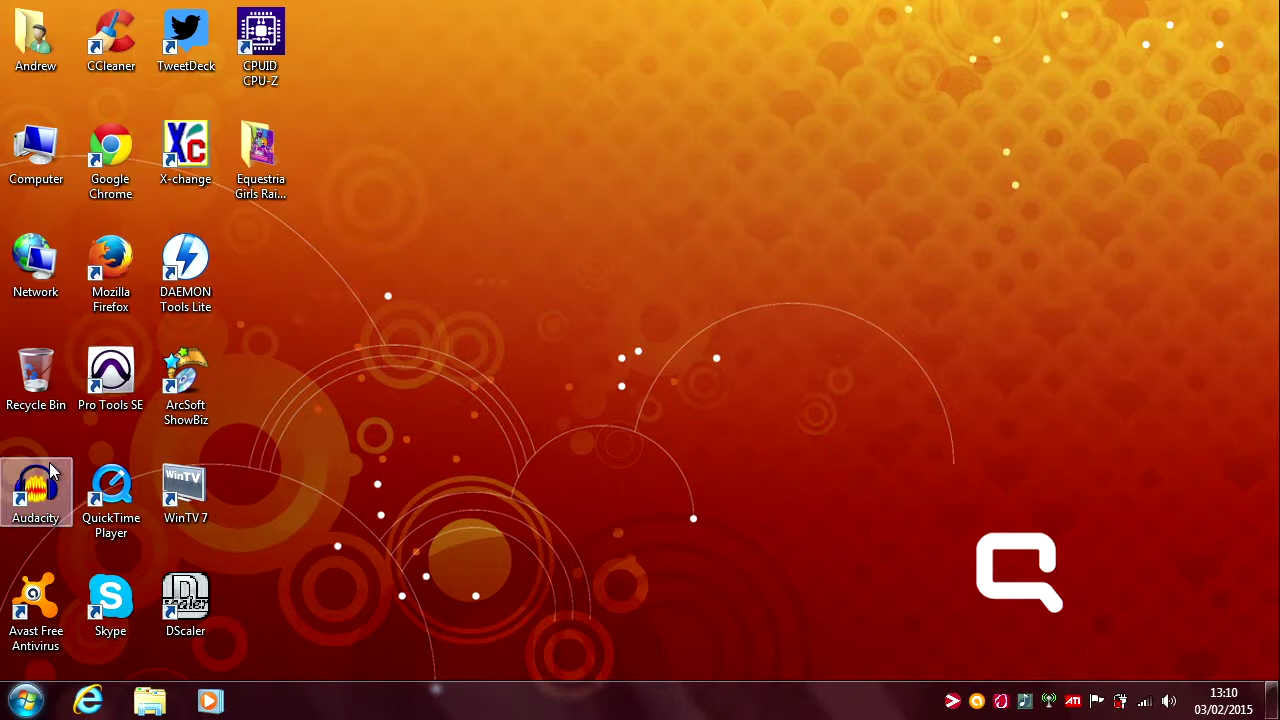 Andrew
CCleaner
TweetDeck
CPUID
CPU-Z
Computer
Google
Chrome
X-change
Equestria
Girls Rai...
Network
Mozilla
Firefox
DAEMON
Tools Lite
Recycle Bin
Pro Tools SE
ArcSoft
ShowBiz
Audacity
QuickTime
Player
WinTV
WinTV 7
Avast Free
Antivirus
Skype
DScaler
ATI
13:10
03/02/2015